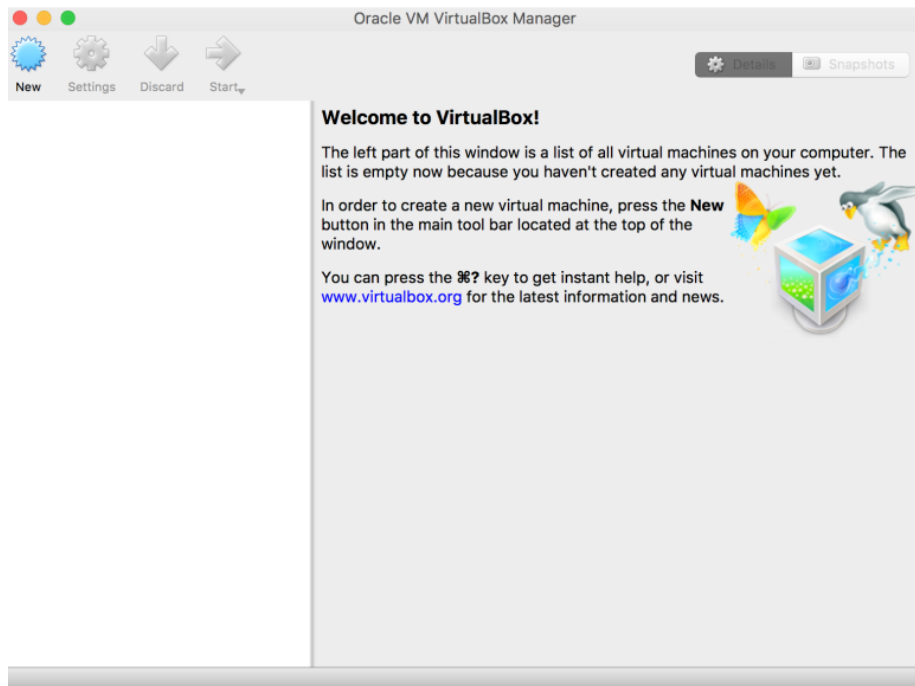 Oracle VM VirtualBox Manager
New Settings Discard Start
Details Snapshots
Welcome to VirtualBox!
The left part of this window is a list of all virtual machines on your computer. The
list is empty now because you haven't created any virtual machines yet.
In order to create a new virtual machine, press the New
button in the main tool bar located at the top of the
window.
You can press the ⌘? key to get instant help, or visit
www.virtualbox.org for the latest information and news.